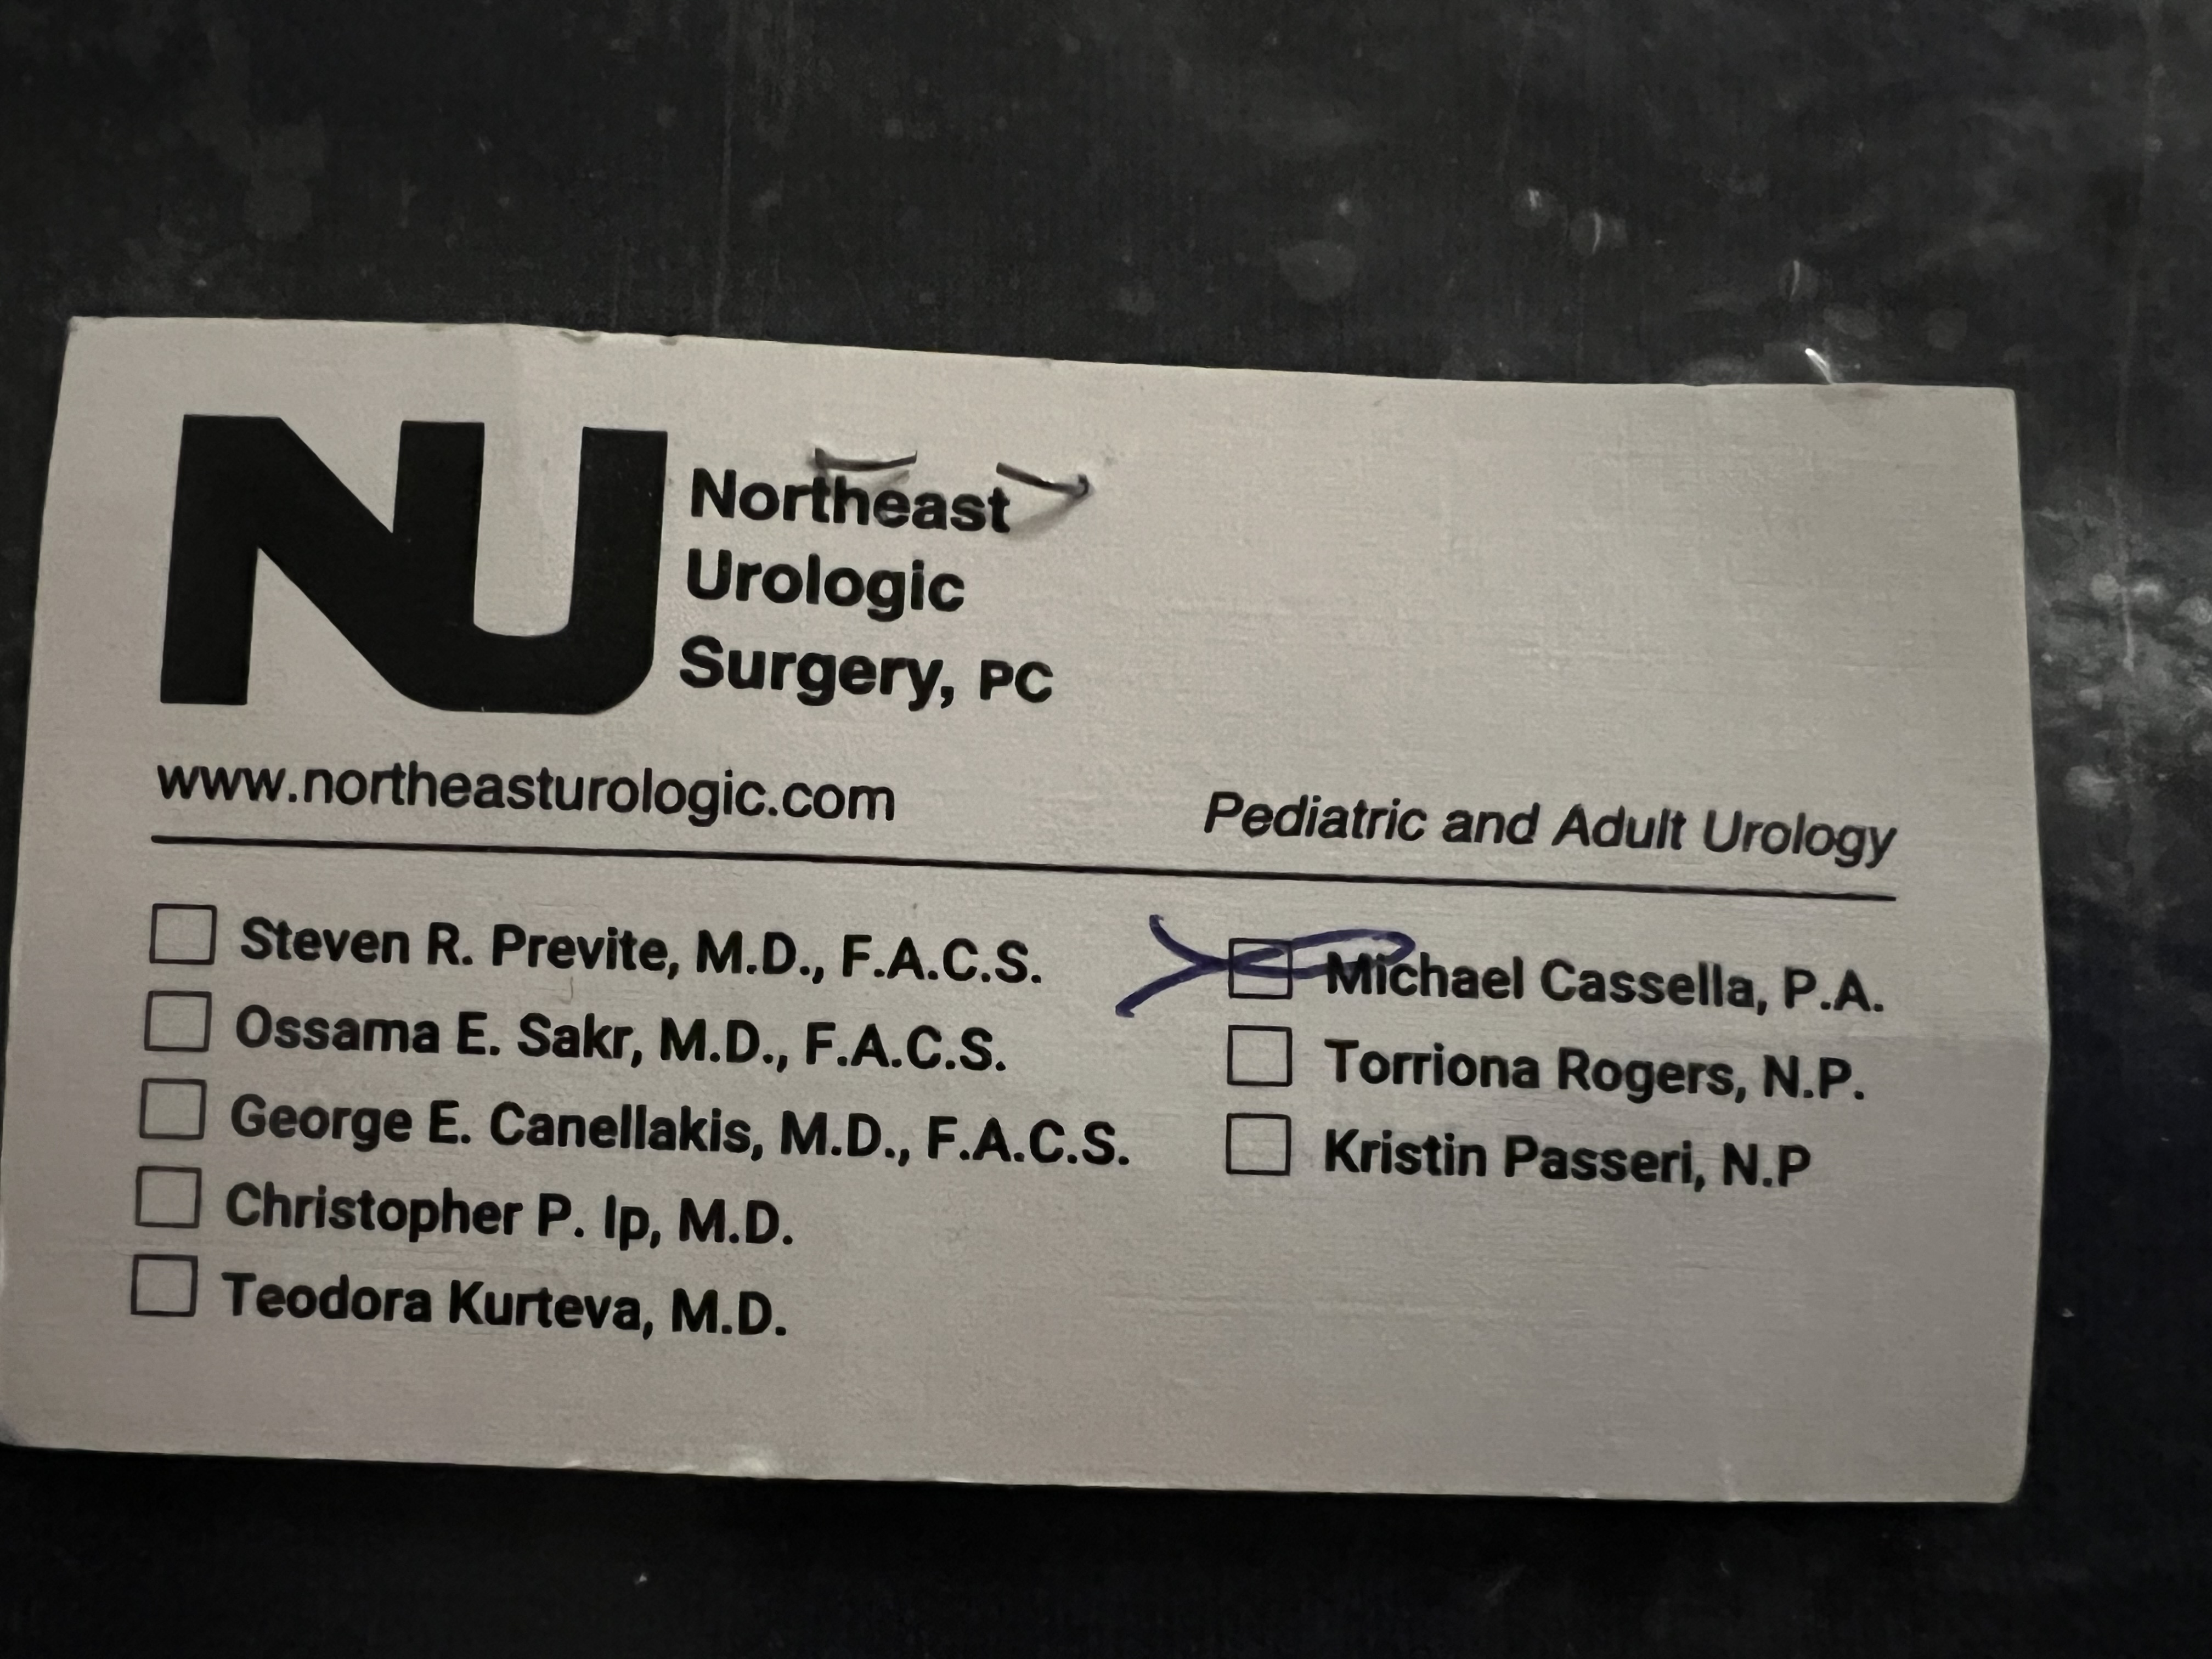 NU
Northeast
Urologic
Surgery, PC
www.northeasturologic.com
Pediatric and Adult Urology
Steven R. Previte, M.D., F.A.C.S.
Ossama E. Sakr, M.D., F.A.C.S.
George E. Canellakis, M.D., F.A.C.S.
Christopher P. Ip, M.D.
Teodora Kurteva, M.D.
Michael Cassella, P.A.
Torriona Rogers, N.P.
Kristin Passeri, N.P